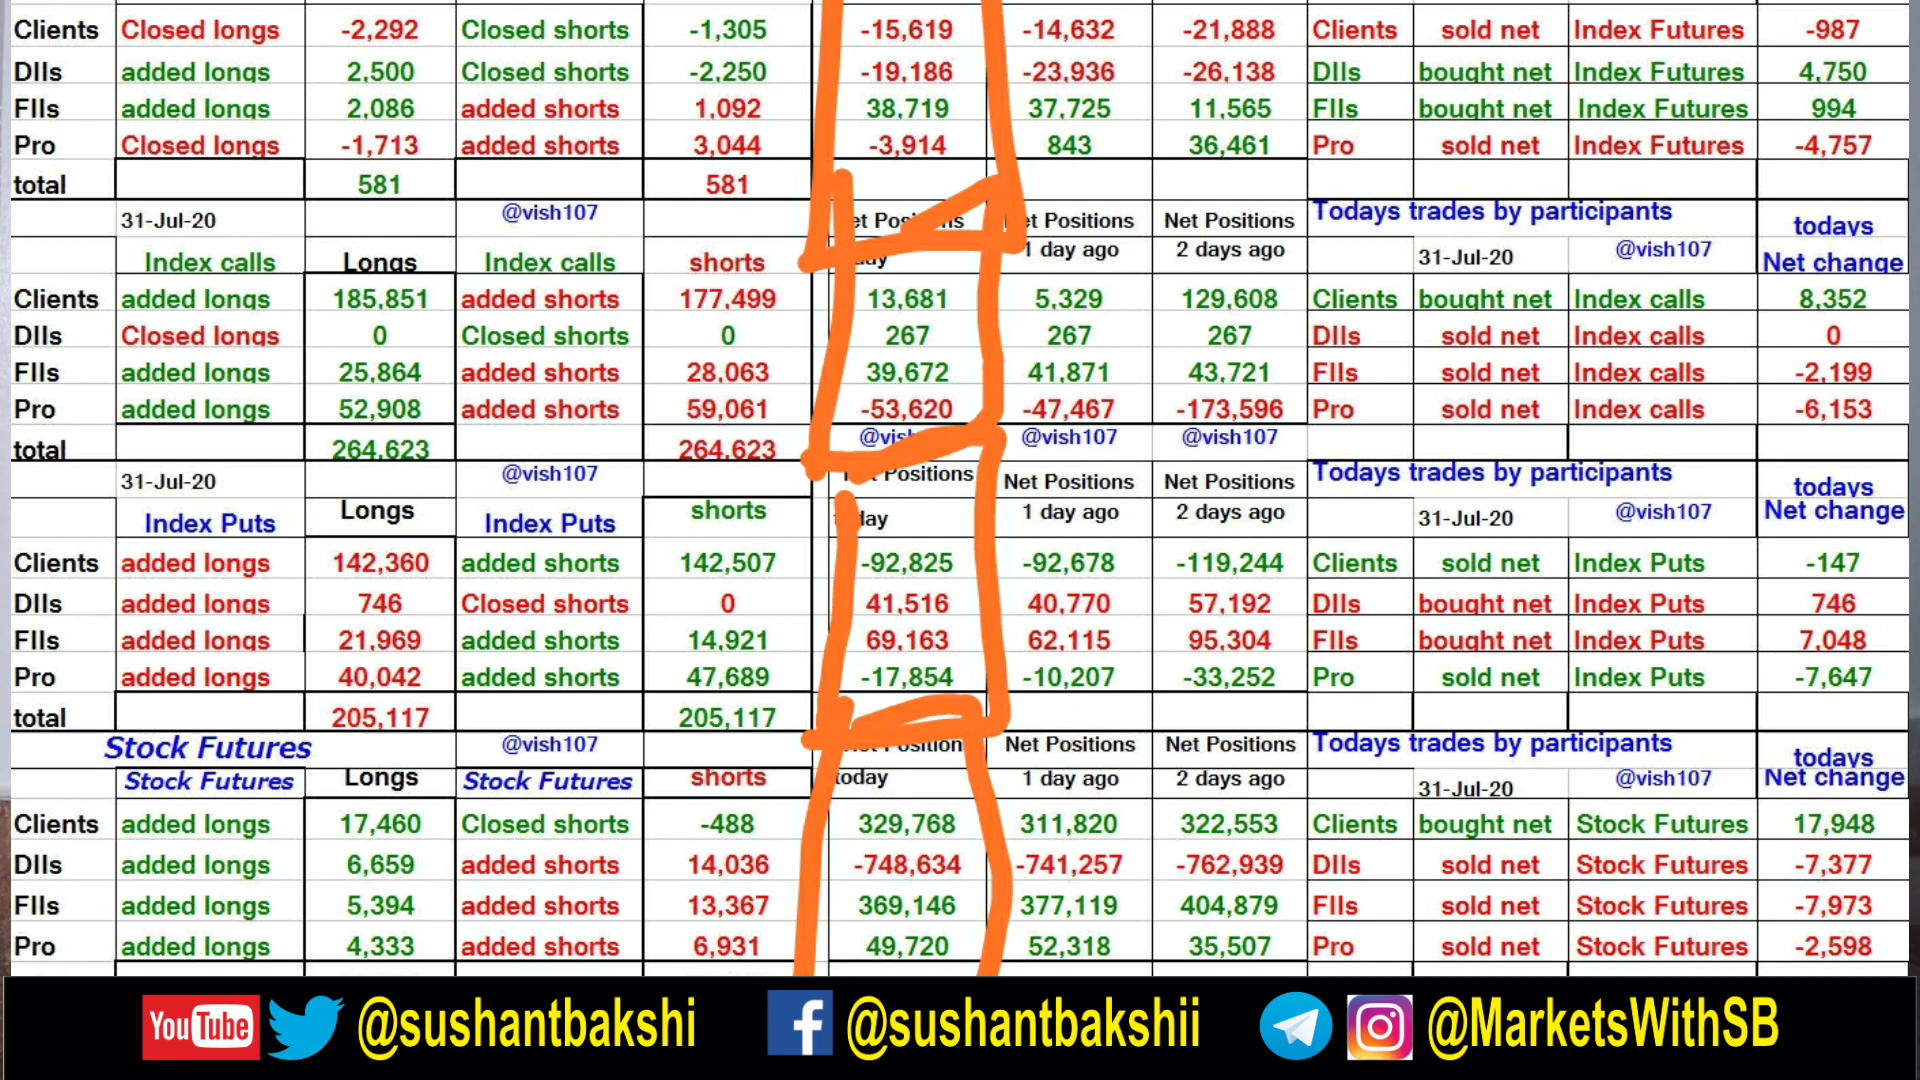 Clients Closed longs -2,292 Closed shorts -1,305 -15,619 -14,632 -21,888 Clients sold net Index Futures -987
DIIs added longs 2,500 Closed shorts -2,250 -19,186 -23,936 -26,138 DIIs bought net Index Futures 4,750
FIIs added longs 2,086 added shorts 1,092 38,719 37,725 11,565 FIIs bought net Index Futures 994
Pro Closed longs -1,713 added shorts 3,044 -3,914 843 36,461 Pro sold net Index Futures -4,757
total 581 581
31-Jul-20 @vish107 Positions Net Positions Todays trades by participants todays
Index calls Longs Index calls shorts 1 day ago 2 days ago 31-Jul-20 @vish107 Net change
Clients added longs 185,851 added shorts 177,499 13,681 5,329 129,608 Clients bought net Index calls 8,352
DIIs Closed longs 0 Closed shorts 0 267 267 267 DIIs sold net Index calls 0
FIIs added longs 25,864 added shorts 28,063 39,672 41,871 43,721 FIIs sold net Index calls -2,199
Pro added longs 52,908 added shorts 59,061 -53,620 -47,467 -173,596 Pro sold net Index calls -6,153
total 264,623 264,623 @vish107 @vish107
31-Jul-20 @vish107 Positions Net Positions Net Positions Todays trades by participants todays
Index Puts Longs Index Puts shorts 1 day ago 2 days ago 31-Jul-20 @vish107 Net change
Clients added longs 142,360 added shorts 142,507 -92,825 -92,678 -119,244 Clients sold net Index Puts -147
DIIs added longs 746 Closed shorts 0 41,516 40,770 57,192 DIIs bought net Index Puts 746
FIIs added longs 21,969 added shorts 14,921 69,163 62,115 95,304 FIIs bought net Index Puts 7,048
Pro added longs 40,042 added shorts 47,689 -17,854 -10,207 -33,252 Pro sold net Index Puts -7,647
total 205,117 205,117
Stock Futures @vish107 Net Positions Net Positions Todays trades by participants todays
Stock Futures Longs Stock Futures shorts today 1 day ago 2 days ago 31-Jul-20 @vish107 Net change
Clients added longs 17,460 Closed shorts -488 329,768 311,820 322,553 Clients bought net Stock Futures 17,948
DIIs added longs 6,659 added shorts 14,036 -748,634 -741,257 -762,939 DIIs sold net Stock Futures -7,377
FIIs added longs 5,394 added shorts 13,367 369,146 377,119 404,879 FIIs sold net Stock Futures -7,973
Pro added longs 4,333 added shorts 6,931 49,720 52,318 35,507 Pro sold net Stock Futures -2,598
YouTube @sushantbakshi @sushantbakshii @MarketsWithSB